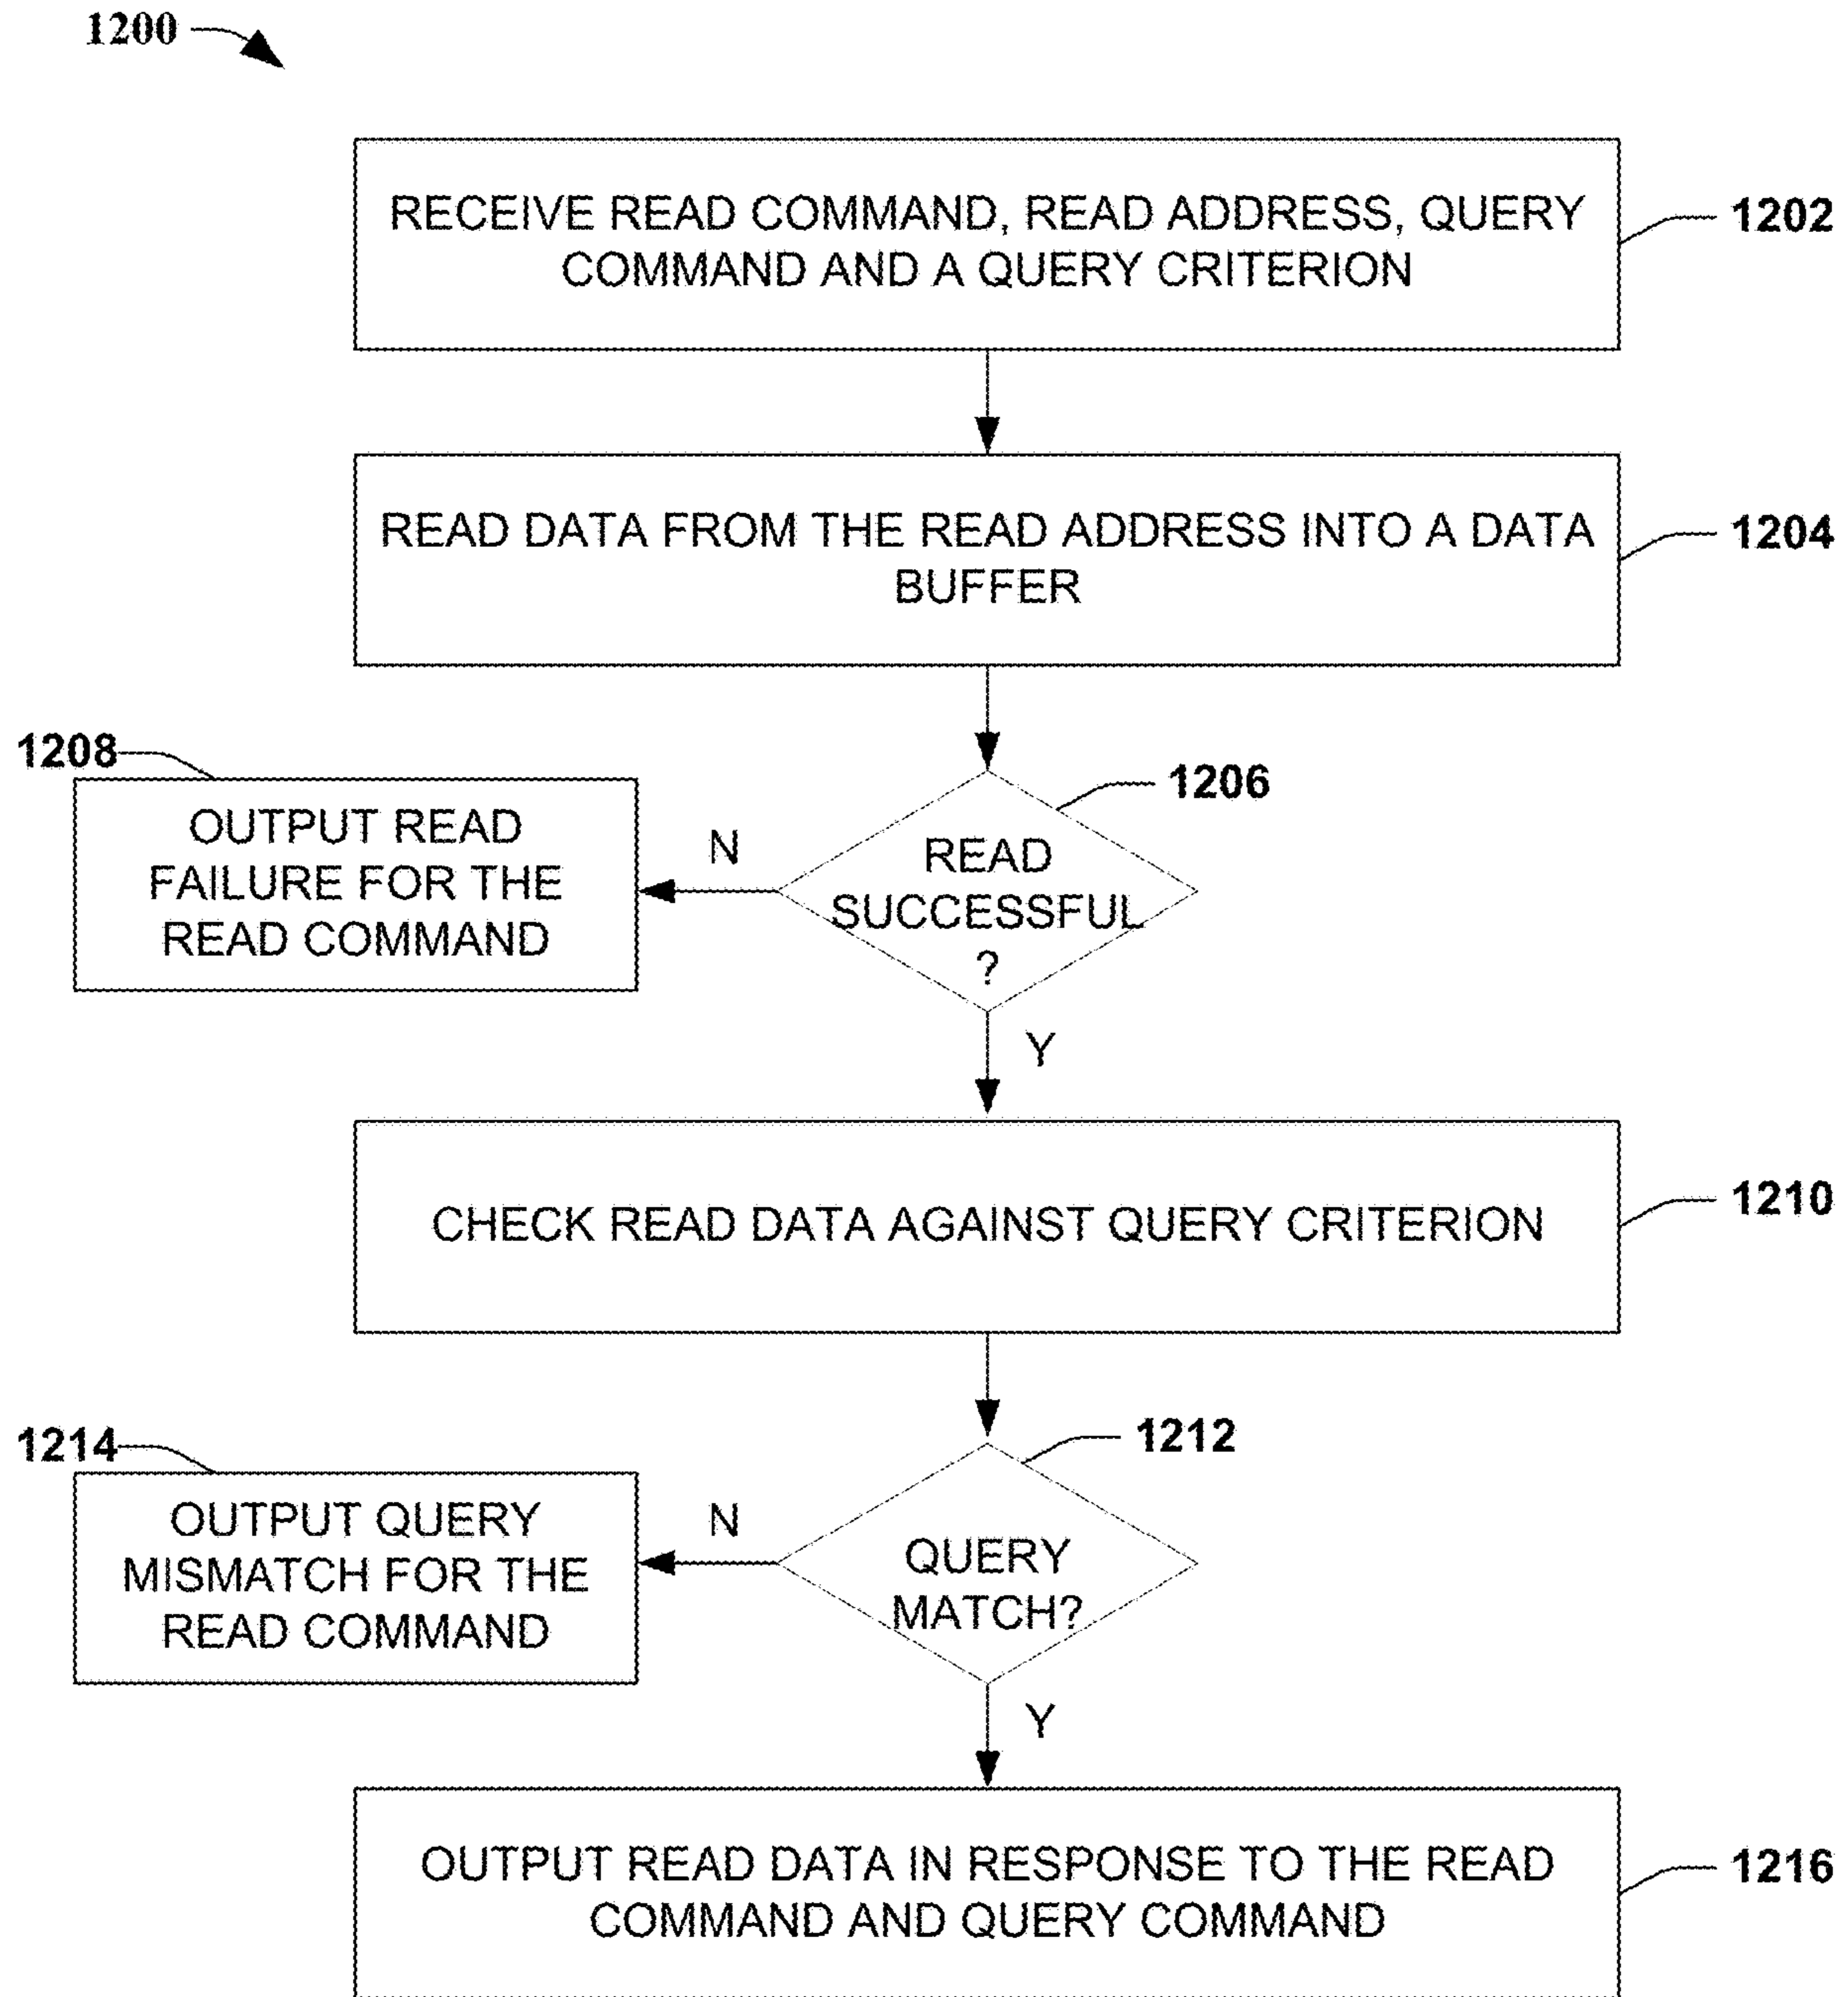 1200
RECEIVE READ COMMAND, READ ADDRESS, QUERY
COMMAND AND A QUERY CRITERION
1202
READ DATA FROM THE READ ADDRESS INTO A DATA
BUFFER
1204
1208
OUTPUT READ
FAILURE FOR THE
READ COMMAND
N
1206
READ
SUCCESSFUL
?
Y
CHECK READ DATA AGAINST QUERY CRITERION
1210
1214
OUTPUT QUERY
MISMATCH FOR THE
READ COMMAND
N
1212
QUERY
MATCH?
Y
OUTPUT READ DATA IN RESPONSE TO THE READ
COMMAND AND QUERY COMMAND
1216